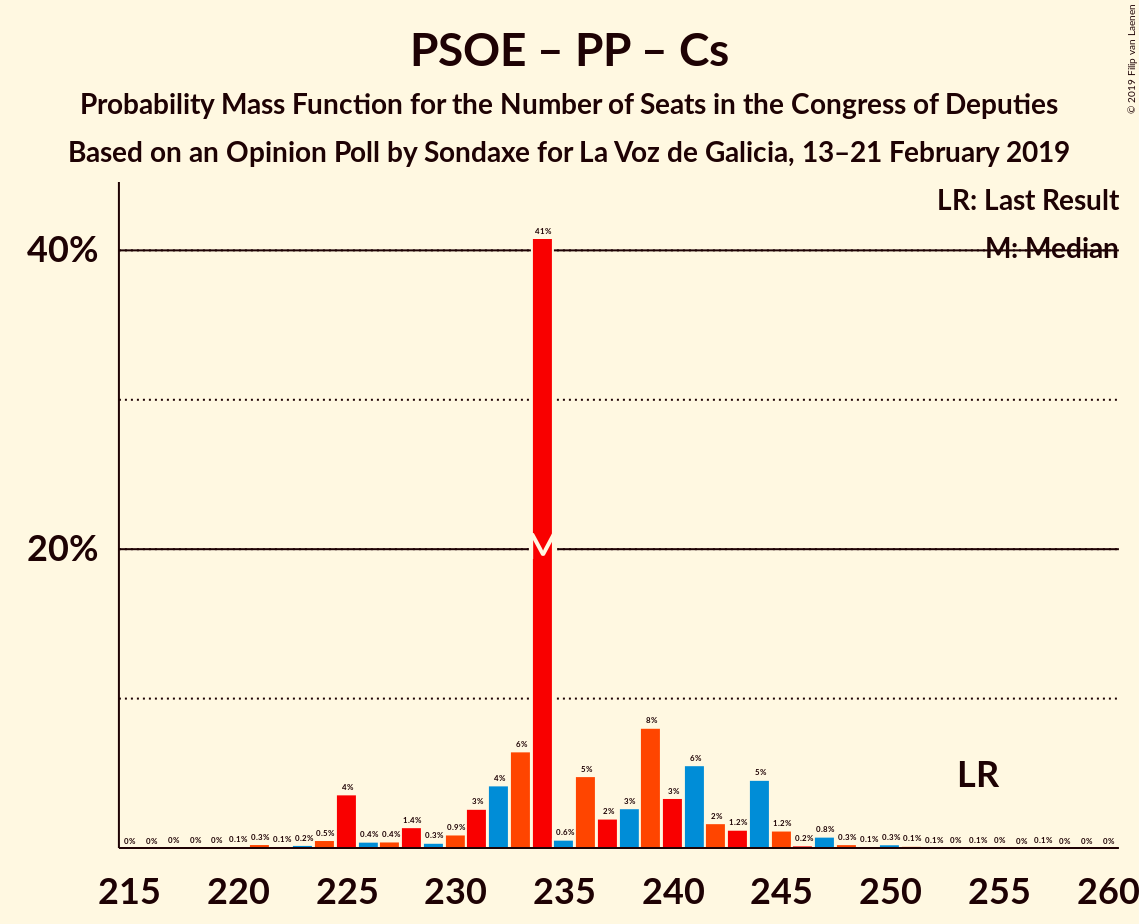 PSOE – PP – Cs
Probability Mass Function for the Number of Seats in the Congress of Deputies
Based on an Opinion Poll by Sondaxe for La Voz de Galicia, 13–21 February 2019
© 2019 Filip van Laenen
LR: Last Result
M: Median
40%
20%
41%
0% 0% 0% 0% 0% 0.1% 0.3% 0.1% 0.2% 0.5% 4% 0.4% 0.4% 1.4% 0.3% 0.9% 3% 4% 6% 0.6% 5% 2% 3% 8% 3% 6% 2% 1.2% 5% 1.2% 0.2% 0.8% 0.3% 0.1% 0.3% 0.1% 0.1% 0% 0.1% 0% 0% 0.1% 0% 0% 0%
LR
215 220 225 230 235 240 245 250 255 260